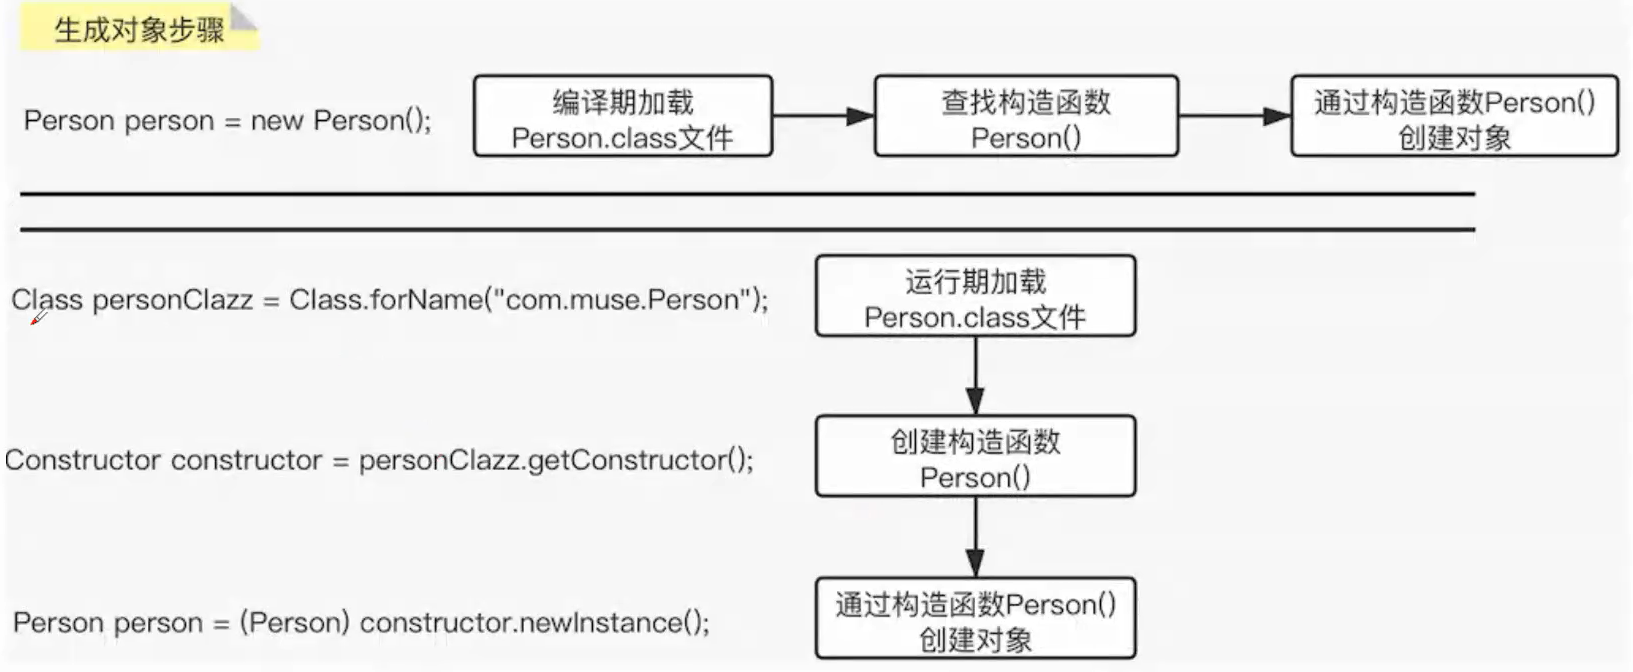 生成对象步骤
Person person = new Person();
编译期加载
Person.class文件
查找构造函数
Person()
通过构造函数Person()
创建对象
Class personClazz = Class.forName("com.muse.Person");
运行期加载
Person.class文件
Constructor constructor = personClazz.getConstructor();
创建构造函数
Person()
Person person = (Person) constructor.newInstance();
通过构造函数Person()
创建对象